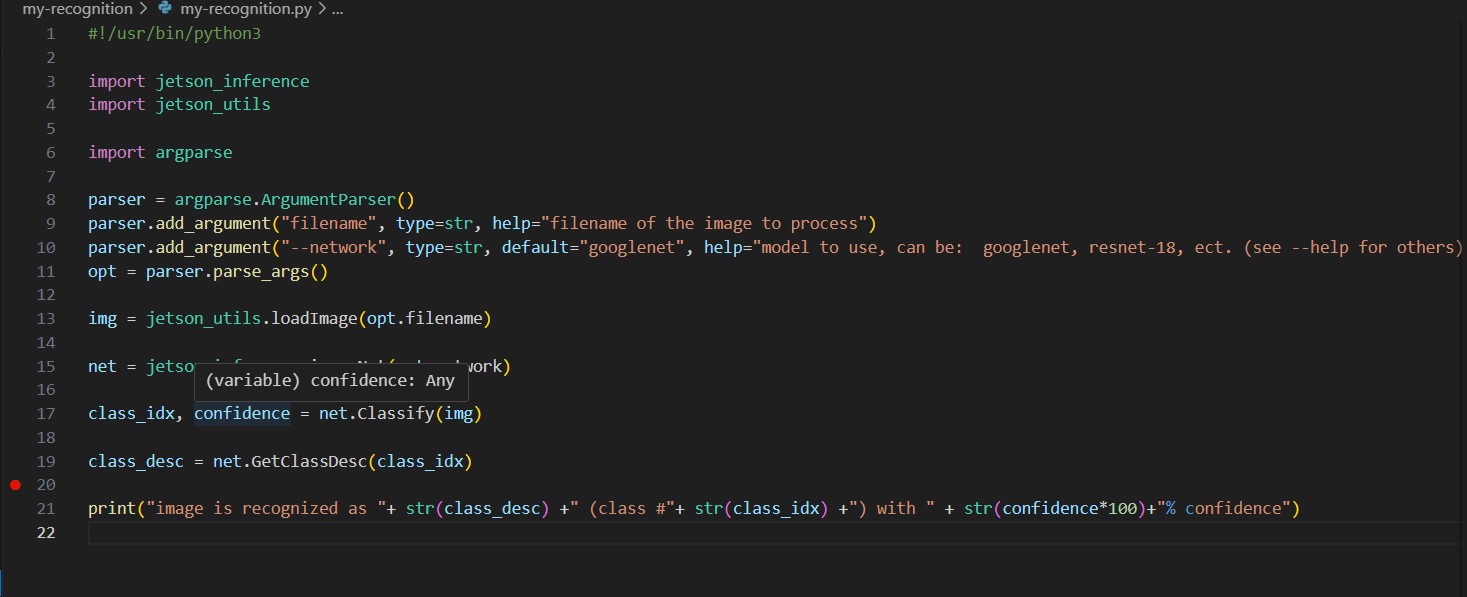 my-recognition > my-recognition.py > ...
1 #!/usr/bin/python3
2
3 import jetson_inference
4 import jetson_utils
5
6 import argparse
7
8 parser = argparse.ArgumentParser()
9 parser.add_argument("filename", type=str, help="filename of the image to process")
10 parser.add_argument("--network", type=str, default="googlenet", help="model to use, can be:  googlenet, resnet-18, ect. (see --help for others)
11 opt = parser.parse_args()
12
13 img = jetson_utils.loadImage(opt.filename)
14
15 net = jetso work)
(variable) confidence: Any
16
17 class_idx, confidence = net.Classify(img)
18
19 class_desc = net.GetClassDesc(class_idx)
20
21 print("image is recognized as "+ str(class_desc) +" (class #"+ str(class_idx) +") with " + str(confidence*100)+"% confidence")
22